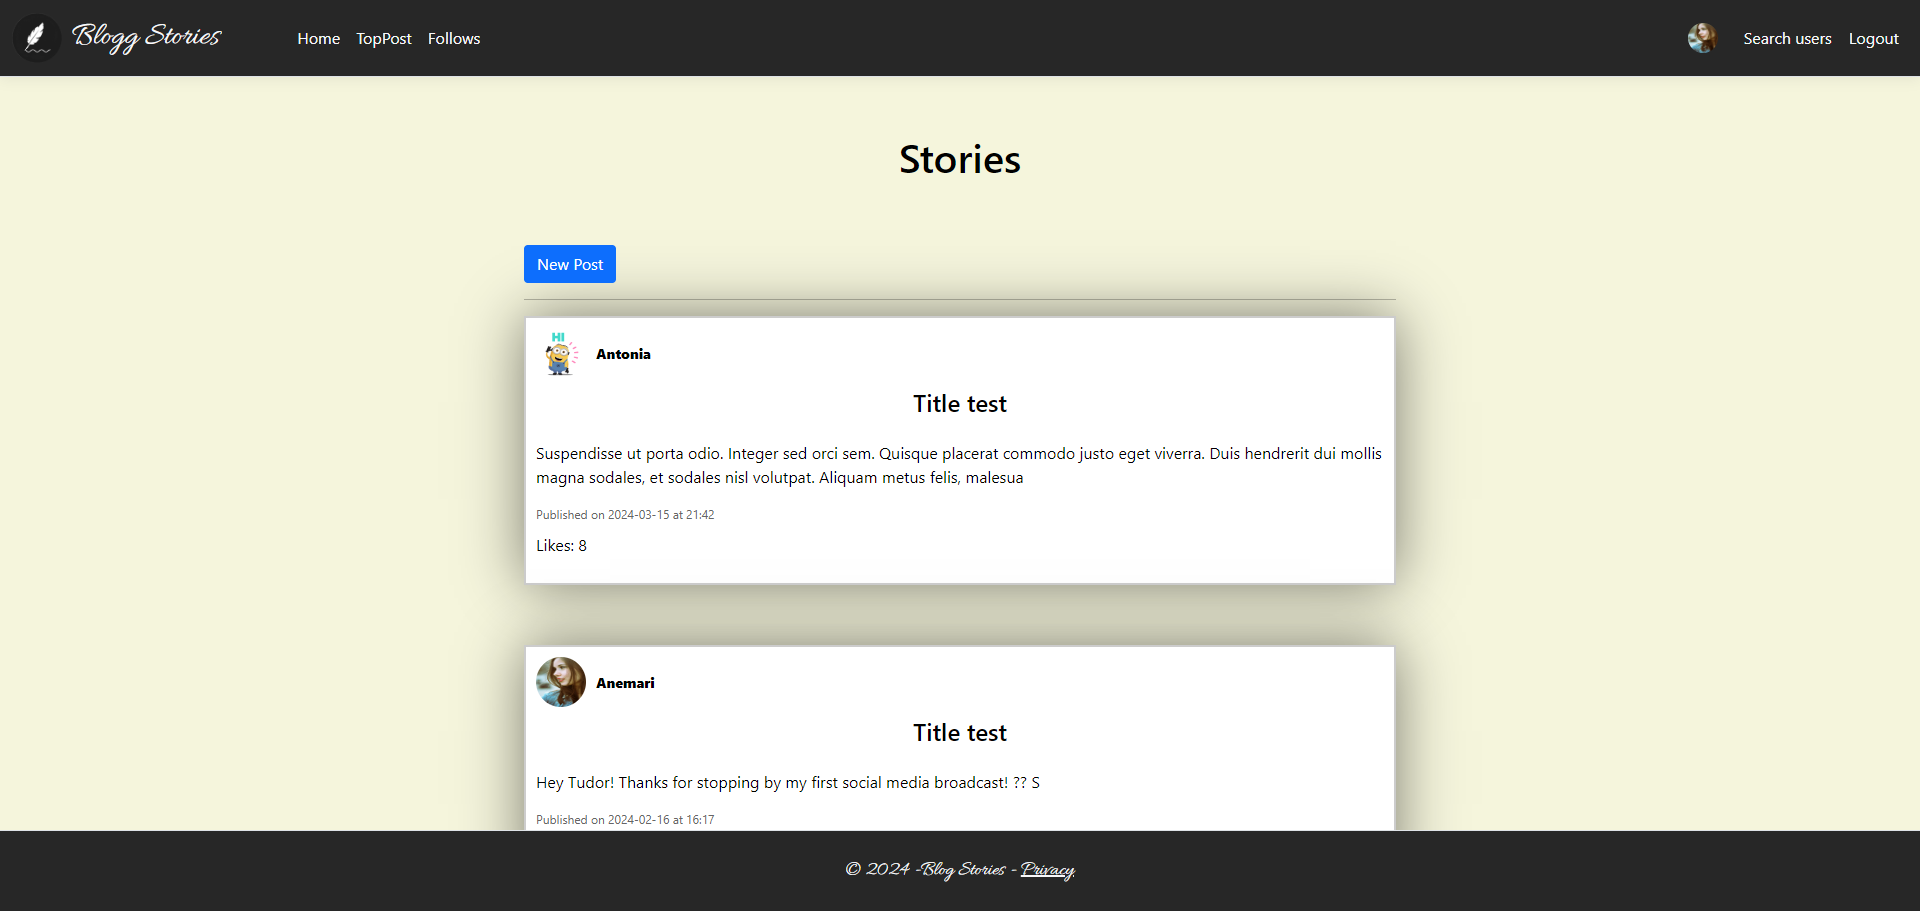 Blogg Stories
Home TopPost Follows
Search users Logout
Stories
New Post
HI
Antonia
Title test
Suspendisse ut porta odio. Integer sed orci sem. Quisque placerat commodo justo eget viverra. Duis hendrerit dui mollis
magna sodales, et sodales nisl volutpat. Aliquam metus felis, malesua
Published on 2024-03-15 at 21:42
Likes: 8
Anemari
Title test
Hey Tudor! Thanks for stopping by my first social media broadcast! ?? S
Published on 2024-02-16 at 16:17
© 2024 -Blog Stories - Privacy